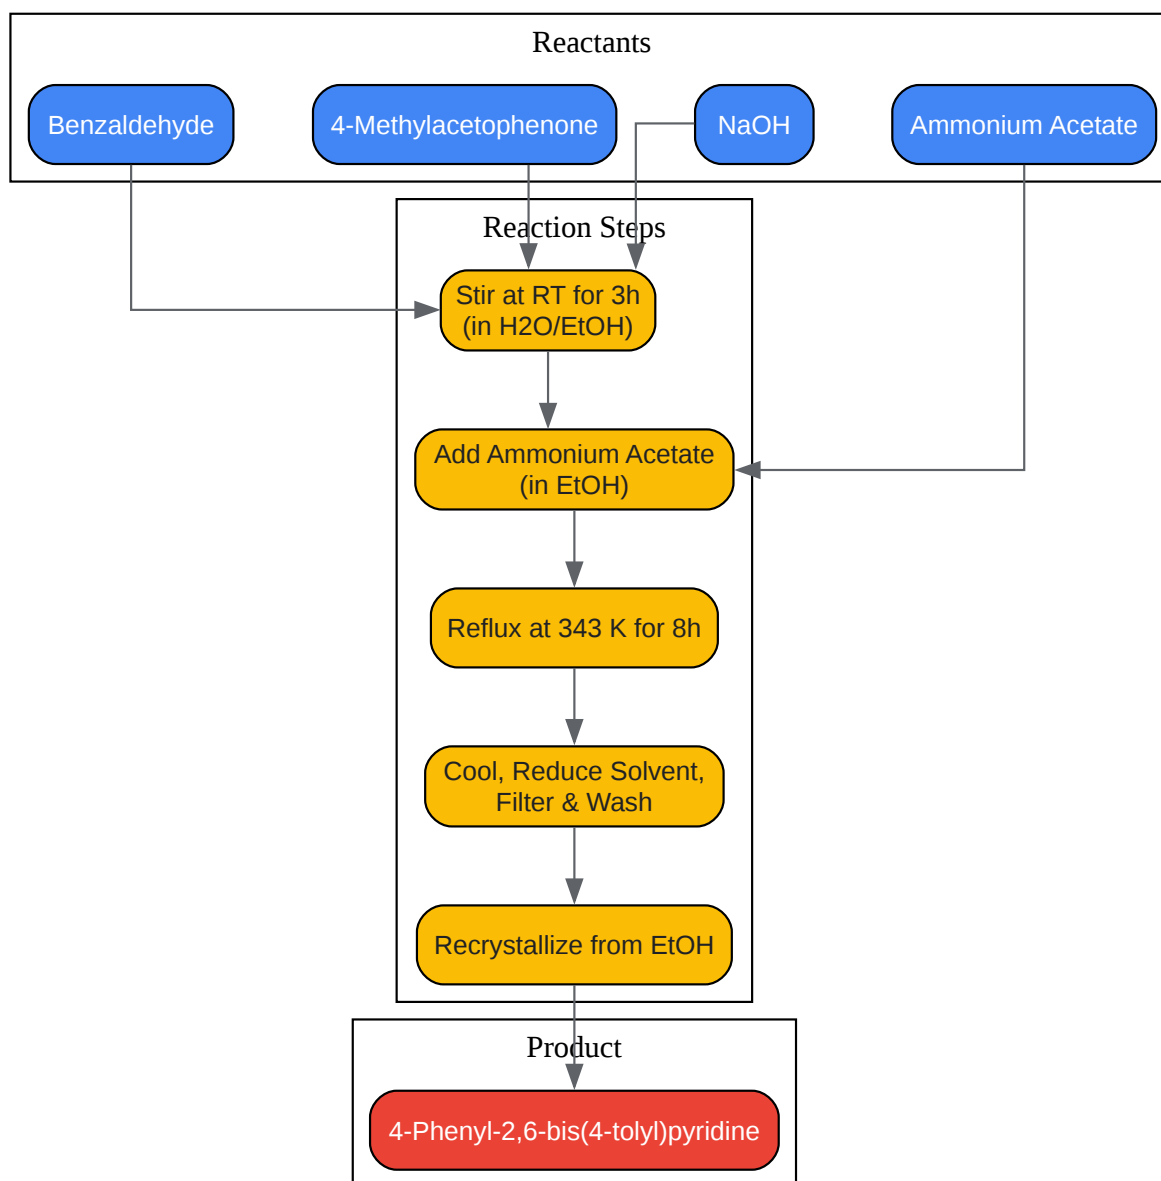 Reactants
Benzaldehyde
4-Methylacetophenone
NaOH
Ammonium Acetate
Reaction Steps
Stir at RT for 3h
(in H2O/EtOH)
Add Ammonium Acetate
(in EtOH)
Reflux at 343 K for 8h
Cool, Reduce Solvent,
Filter & Wash
Recrystallize from EtOH
Product
4-Phenyl-2,6-bis(4-tolyl)pyridine